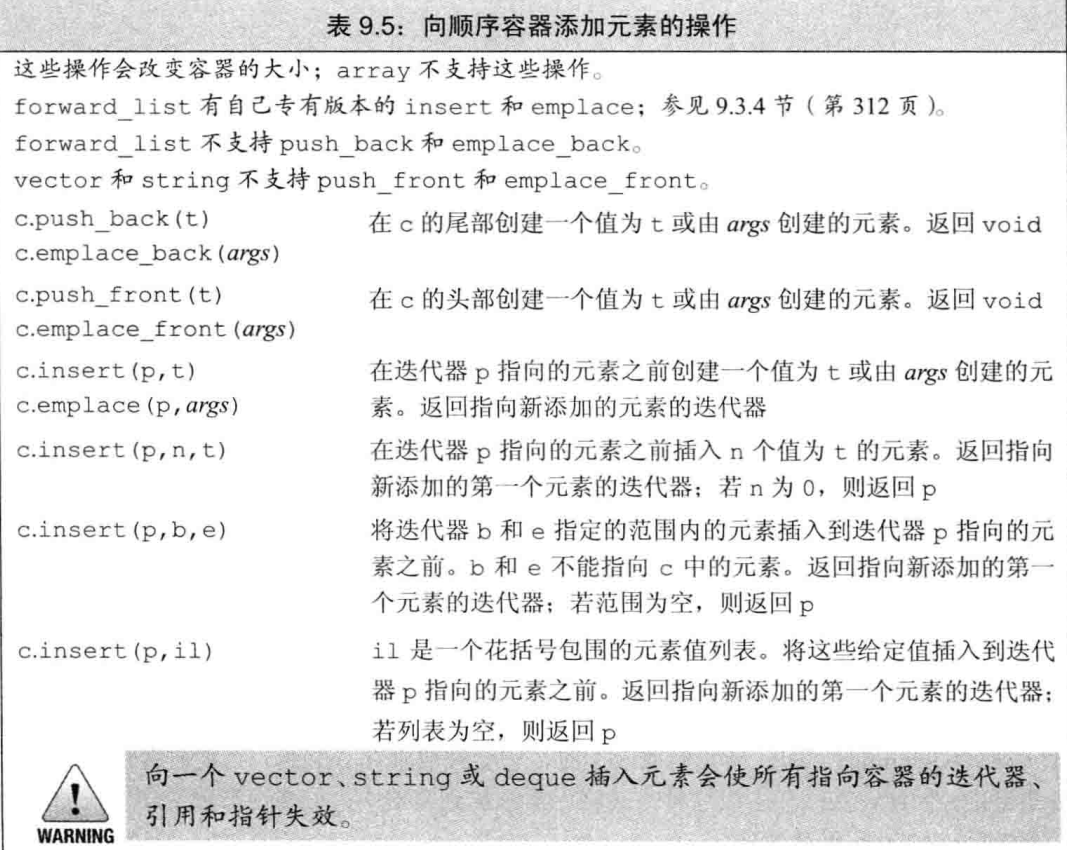 表 9.5：向顺序容器添加元素的操作
这些操作会改变容器的大小；array 不支持这些操作。
forward_list 有自己专有版本的 insert 和 emplace；参见 9.3.4 节（第 312 页）。
forward_list 不支持 push_back 和 emplace_back。
vector 和 string 不支持 push_front 和 emplace_front。
c.push_back(t) 在 c 的尾部创建一个值为 t 或由 args 创建的元素。返回 void
c.emplace_back(args)
c.push_front(t) 在 c 的头部创建一个值为 t 或由 args 创建的元素。返回 void
c.emplace_front(args)
c.insert(p,t) 在迭代器 p 指向的元素之前创建一个值为 t 或由 args 创建的元
c.emplace(p,args) 素。返回指向新添加的元素的迭代器
c.insert(p,n,t) 在迭代器 p 指向的元素之前插入 n 个值为 t 的元素。返回指向
新添加的第一个元素的迭代器；若 n 为 0，则返回 p
c.insert(p,b,e) 将迭代器 b 和 e 指定的范围内的元素插入到迭代器 p 指向的元
素之前。b 和 e 不能指向 c 中的元素。返回指向新添加的第一
个元素的迭代器；若范围为空，则返回 p
c.insert(p,il) il 是一个花括号包围的元素值列表。将这些给定值插入到迭代
器 p 指向的元素之前。返回指向新添加的第一个元素的迭代器；
若列表为空，则返回 p
向一个 vector、string 或 deque 插入元素会使所有指向容器的迭代器、
引用和指针失效。
WARNING